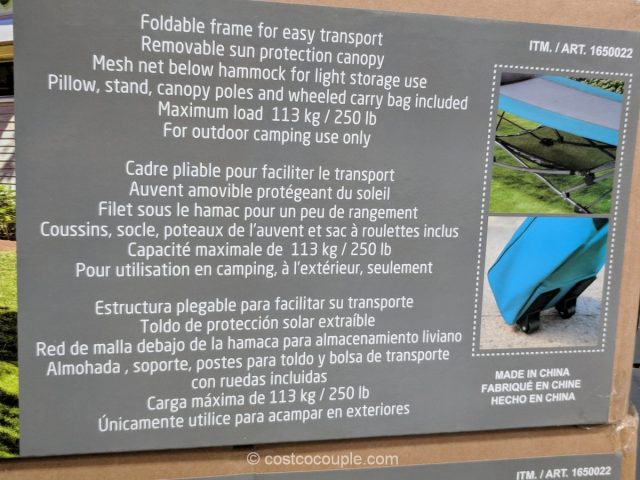 Foldable frame for easy transport
Removable sun protection canopy
Mesh net below hammock for light storage use
Pillow, stand, canopy poles and wheeled carry bag included
Maximum load 113 kg / 250 lb
For outdoor camping use only
Cadre pliable pour faciliter le transport
Auvent amovible protégeant du soleil
Filet sous le hamac pour un peu de rangement
Coussins, socle, poteaux de l'auvent et sac à roulettes inclus
Capacité maximale de 113 kg / 250 lb
Pour utilisation en camping, à l'extérieur, seulement
Estructura plegable para facilitar su transporte
Toldo de protección solar extraíble
Red de malla debajo de la hamaca para almacenamiento liviano
Almohada , soporte, postes para toldo y bolsa de transporte
con ruedas incluidas
Carga máxima de 113 kg / 250 lb
Únicamente utilice para acampar en exteriores
ITM. / ART. 1650022
MADE IN CHINA
FABRIQUÉ EN CHINE
HECHO EN CHINA
© costcocouple.com
ITM. / ART. 1650022